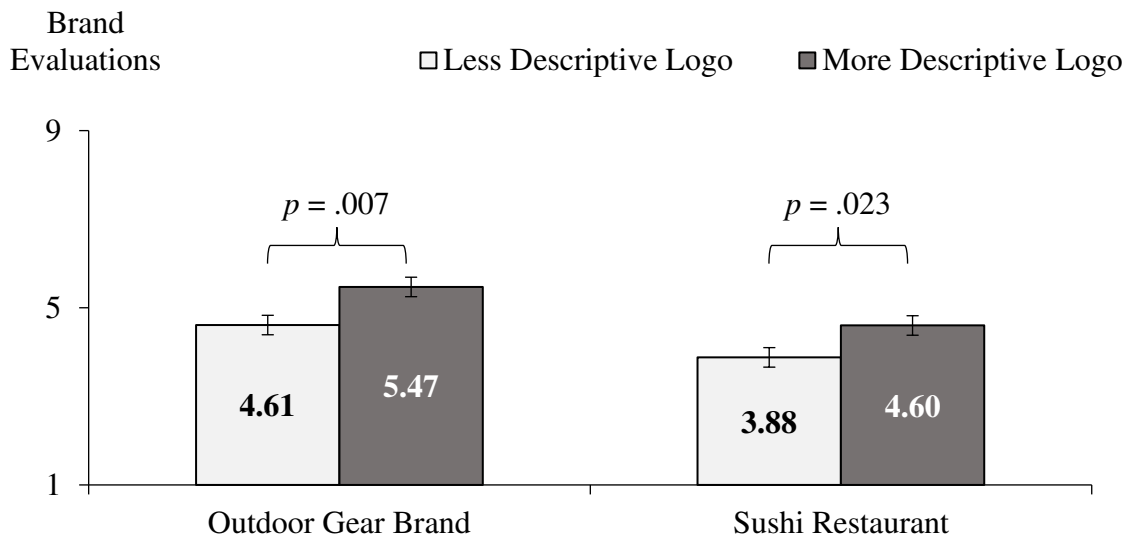 Brand
Evaluations
Less Descriptive Logo
More Descriptive Logo
9
5
1
p = .007
p = .023
4.61
5.47
3.88
4.60
Outdoor Gear Brand
Sushi Restaurant